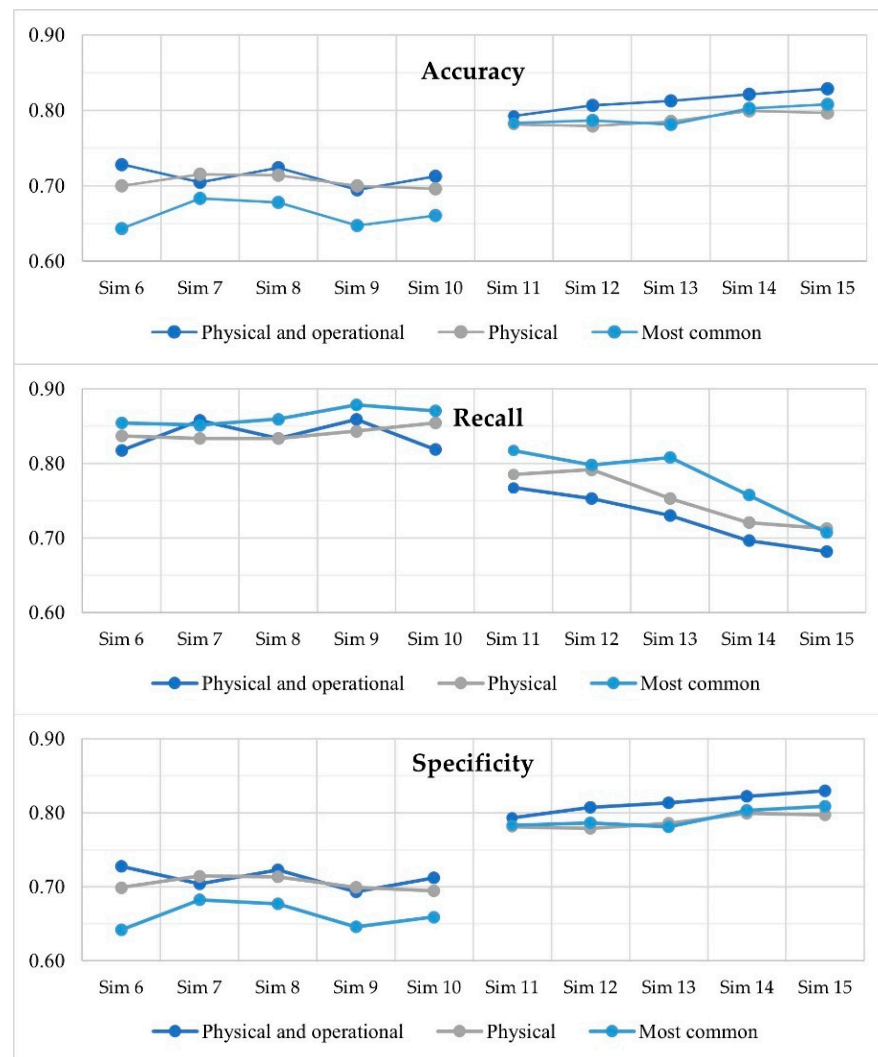 Accuracy
0.90
0.80
0.70
0.60
Sim 6 Sim 7 Sim 8 Sim 9 Sim 10 Sim 11 Sim 12 Sim 13 Sim 14 Sim 15
Physical and operational Physical Most common
Recall
0.90
0.80
0.70
0.60
Sim 6 Sim 7 Sim 8 Sim 9 Sim 10 Sim 11 Sim 12 Sim 13 Sim 14 Sim 15
Physical and operational Physical Most common
Specificity
0.90
0.80
0.70
0.60
Sim 6 Sim 7 Sim 8 Sim 9 Sim 10 Sim 11 Sim 12 Sim 13 Sim 14 Sim 15
Physical and operational Physical Most common